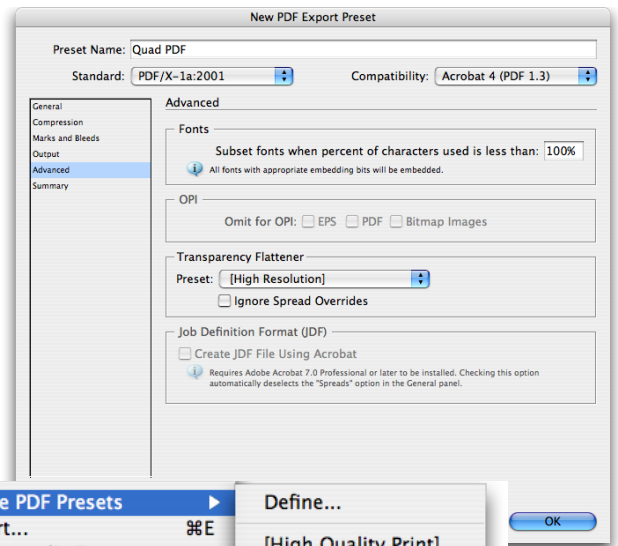 New PDF Export Preset
Preset Name: Quad PDF
Standard: PDF/X-1a:2001 Compatibility: Acrobat 4 (PDF 1.3)
General
Compression
Marks and Bleeds
Output
Advanced
Summary
Advanced
Fonts
Subset fonts when percent of characters used is less than: 100%
All fonts with appropriate embedding bits will be embedded.
OPI
Omit for OPI: EPS PDF Bitmap Images
Transparency Flattener
Preset: [High Resolution]
Ignore Spread Overrides
Job Definition Format (JDF)
Create JDF File Using Acrobat
Requires Adobe Acrobat 7.0 Professional or later to be installed. Checking this option
automatically deselects the "Spreads" option in the General panel.
OK
PDF Presets
⌘E
Define...
[High Quality Print]